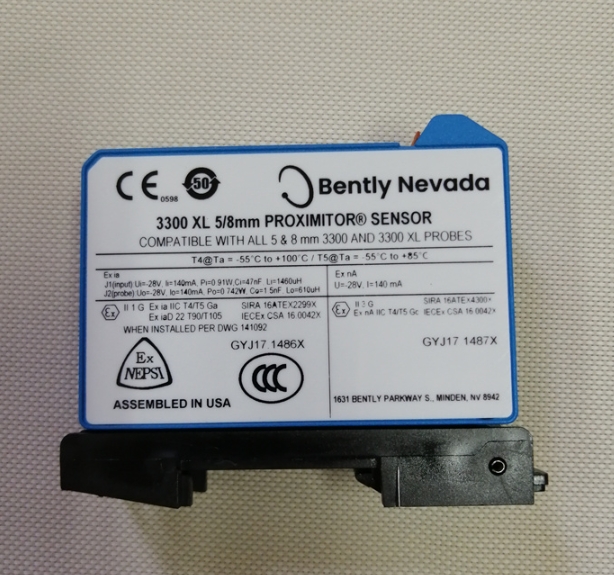 CE 0598
50
Bently Nevada
3300 XL 5/8mm PROXIMITOR® SENSOR
COMPATIBLE WITH ALL 5 & 8 mm 3300 AND 3300 XL PROBES
T4@Ta = -55°C to +100°C / T5@Ta = -55°C to +85°C
Ex ia
J1(input) Ui=-28V, Ii=140mA, Pi=0.91W,Ci=47nF Li=1460uH
J2(probe) Uo=-28V, Io=140mA, Po=0.742W, Co=1.5nF Lo=610uH
Ex II 1 G Ex ia IIC T4/T5 Ga SIRA 16ATEX2299X
Ex iaD 22 T90/T105 IECEx CSA 16.0042X
WHEN INSTALLED PER DWG 141092
GYJ17 1486X
Ex
NEPSI
CCC
ASSEMBLED IN USA
Ex nA
U=-28V, I=140 mA
Ex II 3 G SIRA 16ATEX4300X
Ex nA IIC T4/T5 Gc IECEx CSA 16.0042X
GYJ17 1487X
1631 BENTLY PARKWAY S., MINDEN, NV 8942